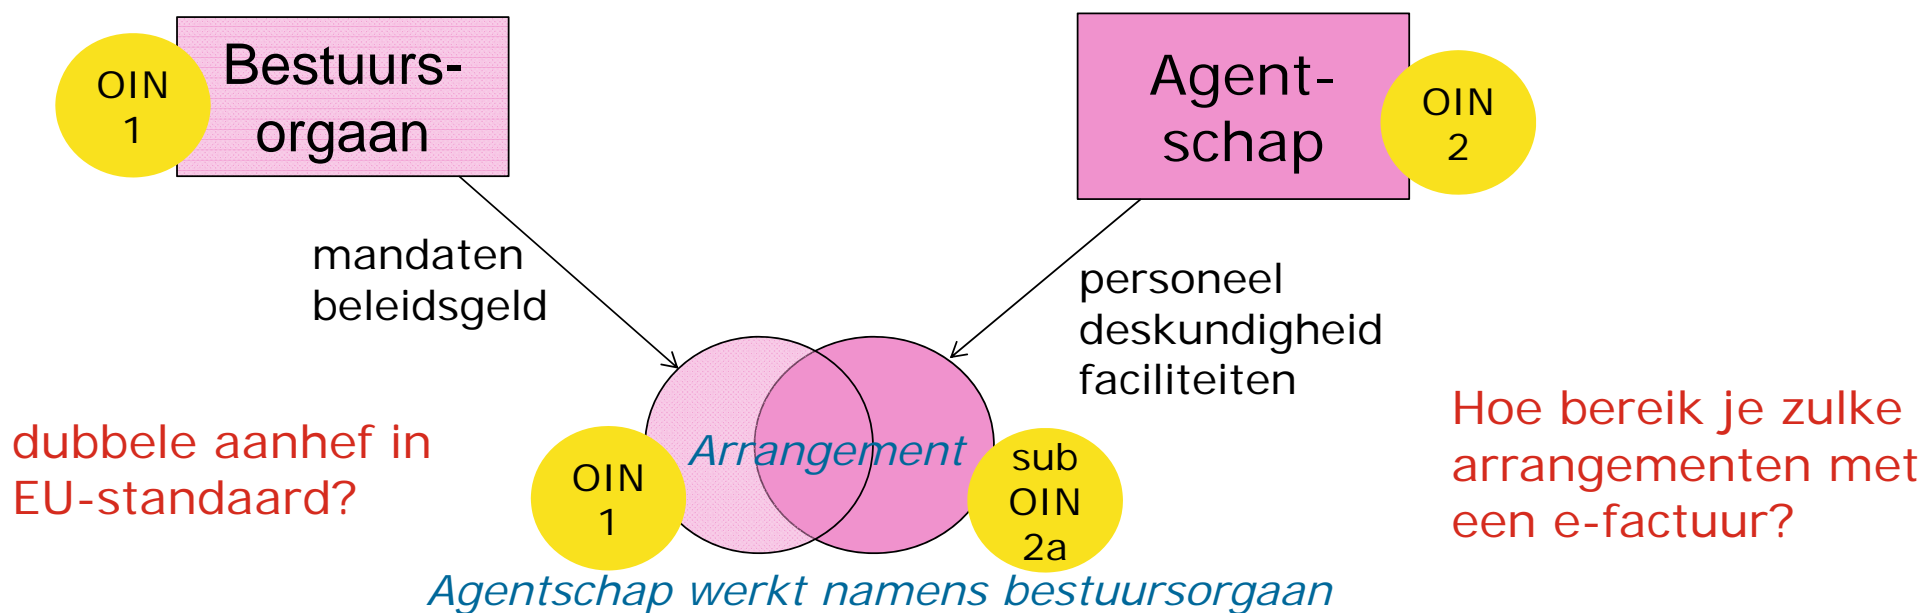 OIN
1
Bestuurs-
orgaan
Agent-
schap
OIN
2
mandaten
beleidsgeld
personeel
deskundigheid
faciliteiten
dubbele aanhef in
EU-standaard?
OIN
1
Arrangement
sub
OIN
2a
Hoe bereik je zulke
arrangementen met
een e-factuur?
Agentschap werkt namens bestuursorgaan